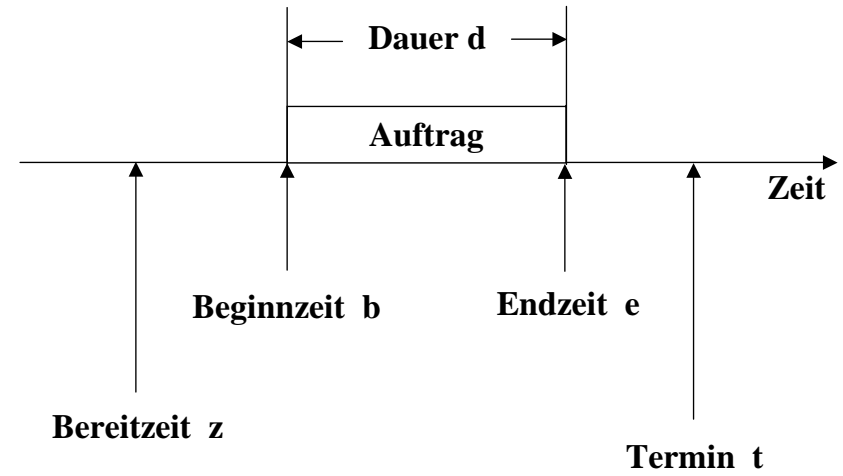 Dauer d
Auftrag
Zeit
Beginnzeit b
Endzeit e
Bereitzeit z
Termin t